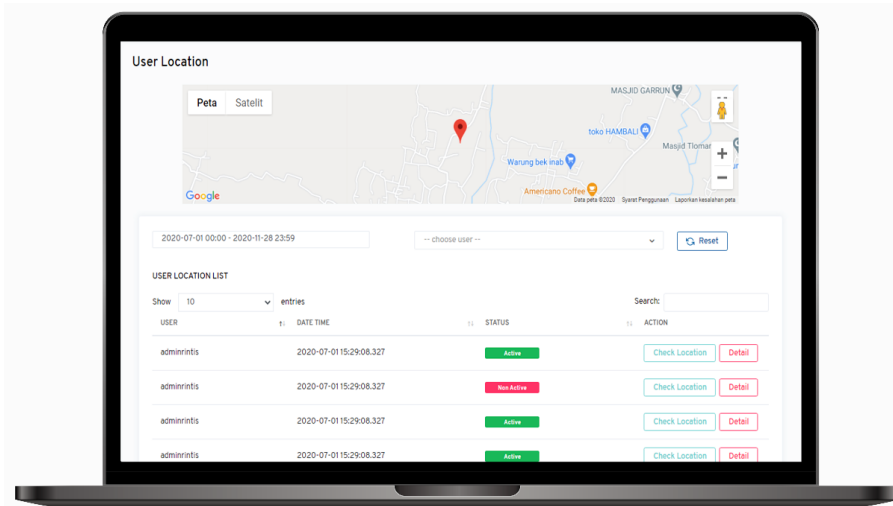 User Location
Peta Satelit
MASJID GARRUN
toko HAMBALI
Masjid Tlomar
Warung bek inab
Americano Coffee
Google
Data peta ©2020 Syarat Penggunaan Laporkan kesalahan peta
2020-07-01 00:00 - 2020-11-28 23:59
-- choose user --
Reset
USER LOCATION LIST
Show 10 entries
Search:
USER DATE TIME STATUS ACTION
adminrintis 2020-07-01 15:29:08.327 Active Check Location Detail
adminrintis 2020-07-01 15:29:08.327 Non Active Check Location Detail
adminrintis 2020-07-01 15:29:08.327 Active Check Location Detail
adminrintis 2020-07-01 15:29:08.327 Active Check Location Detail